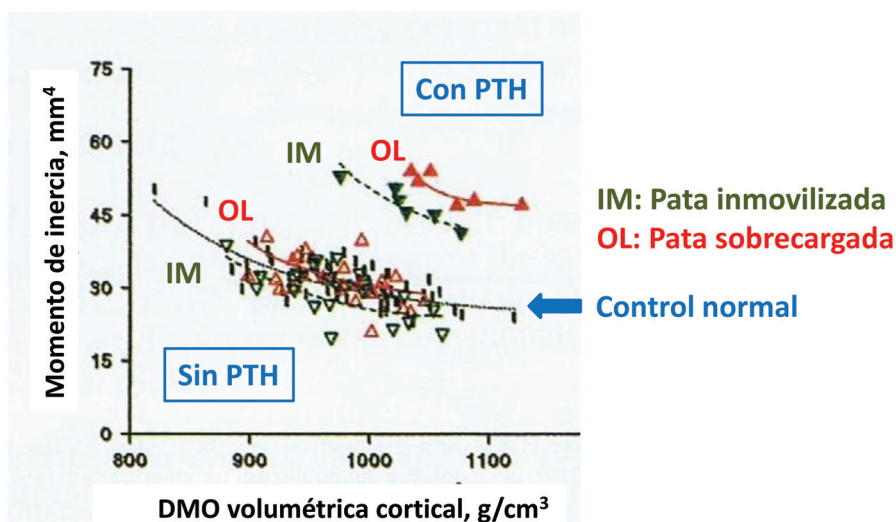 75
60
45
30
15
0
800
900
1000
1100
Momento de inercia, mm⁴
DMO volumétrica cortical, g/cm³
Con PTH
IM
OL
OL
IM
Sin PTH
IM: Pata inmovilizada
OL: Pata sobrecargada
Control normal